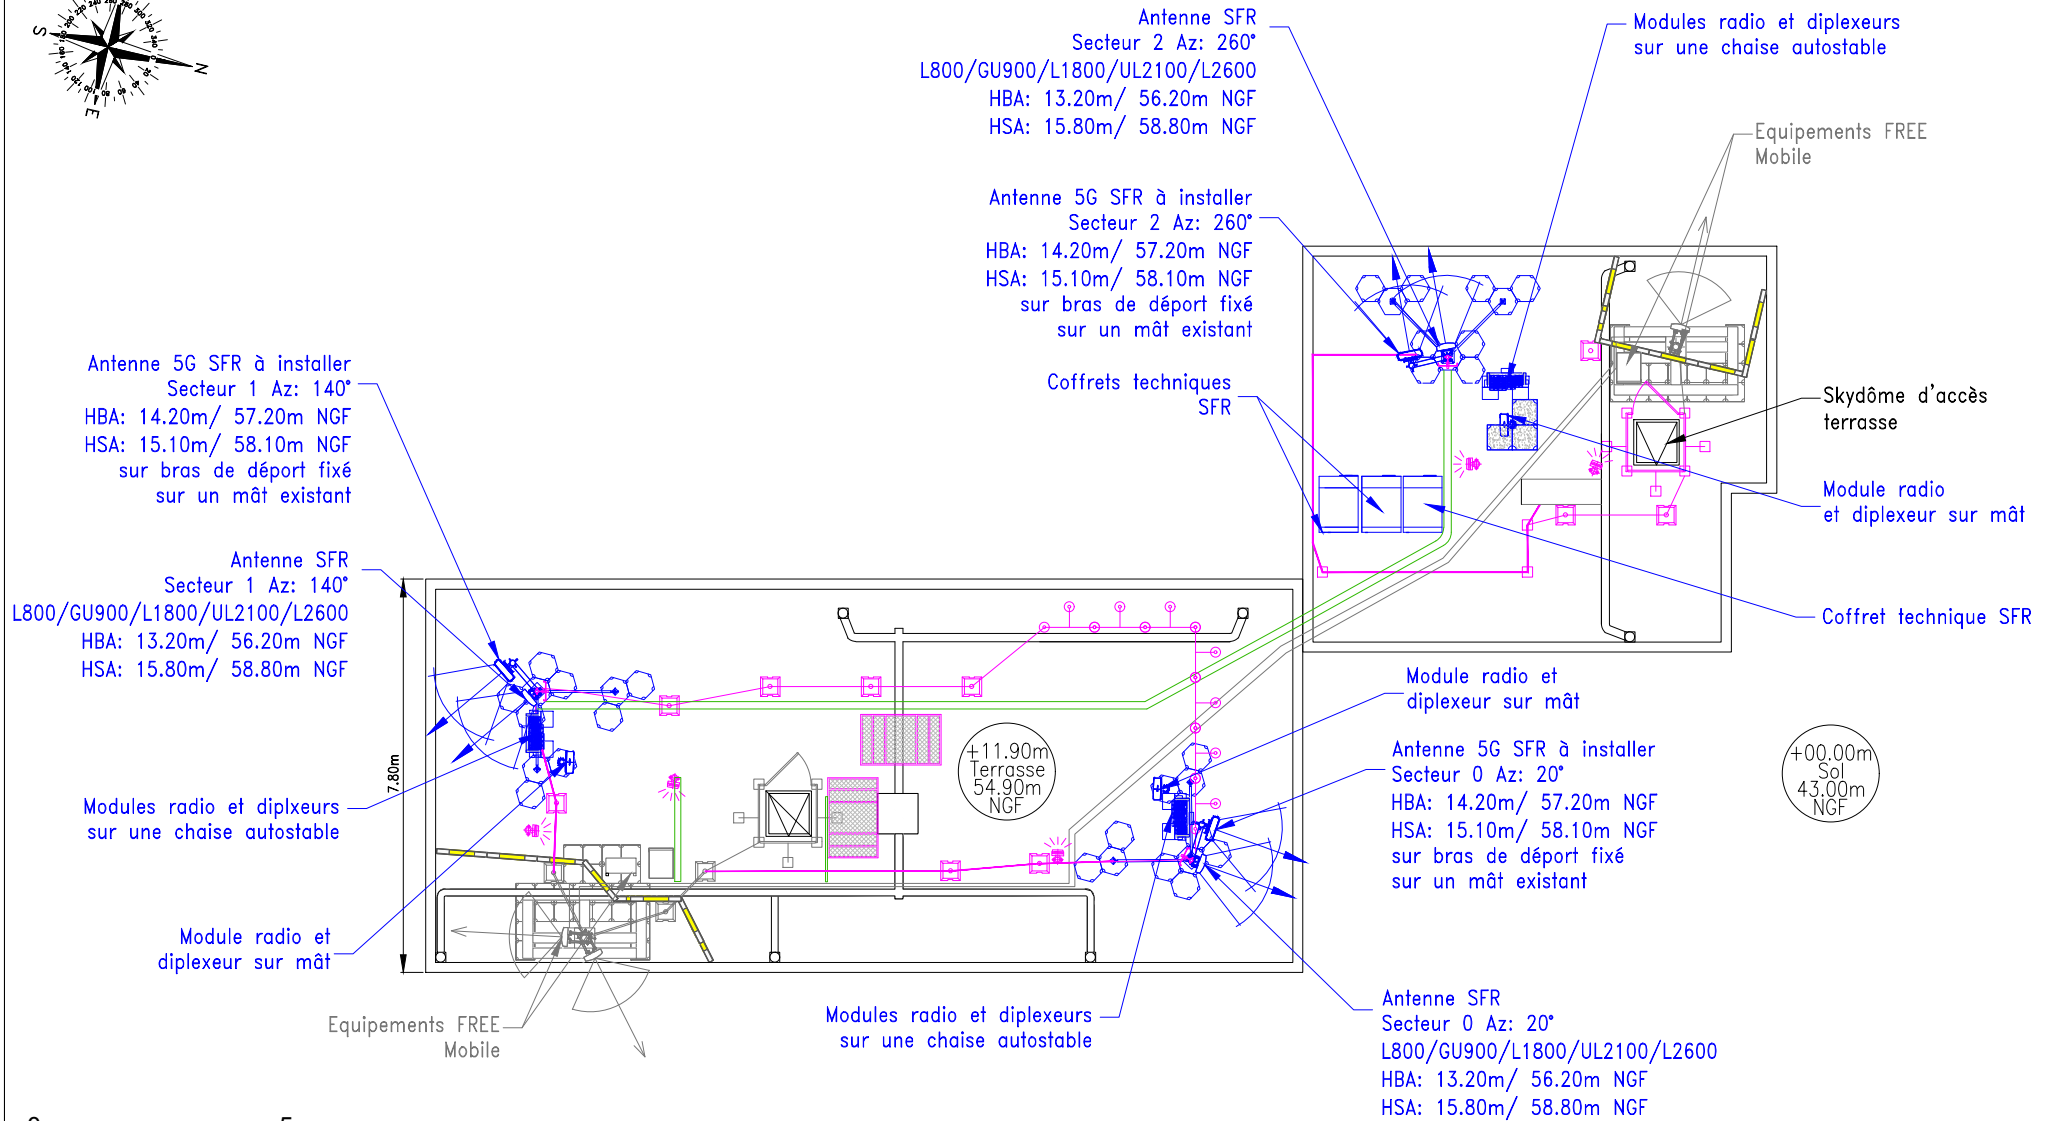 S
N
E
Antenne SFR
Secteur 2 Az: 260°
L800/GU900/L1800/UL2100/L2600
HBA: 13.20m/ 56.20m NGF
HSA: 15.80m/ 58.80m NGF
Modules radio et diplexeurs
sur une chaise autostable
Equipements FREE
Mobile
Antenne 5G SFR à installer
Secteur 2 Az: 260°
HBA: 14.20m/ 57.20m NGF
HSA: 15.10m/ 58.10m NGF
sur bras de déport fixé
sur un mât existant
Coffrets techniques
SFR
Antenne 5G SFR à installer
Secteur 1 Az: 140°
HBA: 14.20m/ 57.20m NGF
HSA: 15.10m/ 58.10m NGF
sur bras de déport fixé
sur un mât existant
Skydôme d'accès
terrasse
Module radio
et diplexeur sur mât
Antenne SFR
Secteur 1 Az: 140°
L800/GU900/L1800/UL2100/L2600
HBA: 13.20m/ 56.20m NGF
HSA: 15.80m/ 58.80m NGF
Coffret technique SFR
Module radio et
diplexeur sur mât
7.80m
+11.90m
Terrasse
54.90m
NGF
Antenne 5G SFR à installer
Secteur 0 Az: 20°
HBA: 14.20m/ 57.20m NGF
HSA: 15.10m/ 58.10m NGF
sur bras de déport fixé
sur un mât existant
+00.00m
Sol
43.00m
NGF
Modules radio et diplxeurs
sur une chaise autostable
Module radio et
diplexeur sur mât
Equipements FREE
Mobile
Modules radio et diplexeurs
sur une chaise autostable
Antenne SFR
Secteur 0 Az: 20°
L800/GU900/L1800/UL2100/L2600
HBA: 13.20m/ 56.20m NGF
HSA: 15.80m/ 58.80m NGF